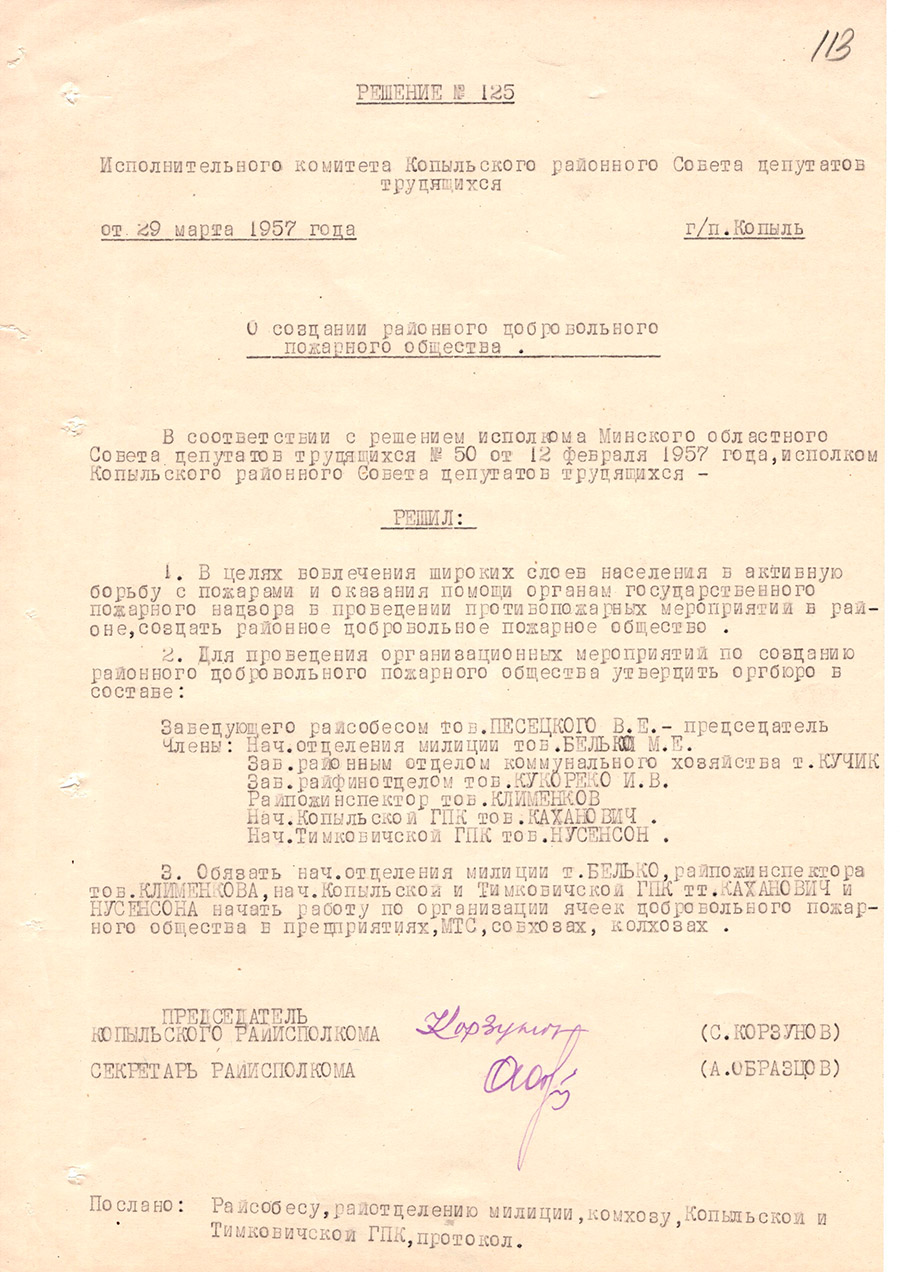 113
РЕШЕНИЕ № 125
Исполнительного комитета Копыльского районного Совета депутатов
трудящихся
от 29 марта 1957 года г/п.Копыль
О создании районного добровольного
пожарного общества .
В соответствии с решением исполкома Минского областного
Совета депутатов трудящихся № 50 от 12 февраля 1957 года,исполком
Копыльского районного Совета депутатов трудящихся -
РЕШИЛ:
1. В целях вовлечения широких слоев населения в активную
борьбу с пожарами и оказания помощи органам государственного
пожарного надзора в проведении противопожарных мероприятий в рай-
оне,создать районное добровольное пожарное общество .
2. Для проведения организационных мероприятий по созданию
районного добровольного пожарного общества утвердить оргбюро в
составе:
Заведующего райсобесом тов.ПЕСЕЦКОГО В.Е.- председатель
Члены: Нач.отделения милиции тов.БЕЛЬКО М.Е.
Зав.районным отделом коммунального хозяйства т.КУЧИК
Зав.райфинотделом тов.КУКОРЕКО И.В.
Райпожинспектор тов.КЛИМЕНКОВ
Нач.Копыльской ГПК тов.КАХАНОВИЧ .
Нач.Тимковичской ГПК тов.НУСЕНСОН .
3. Обязать нач.отделения милиции т.БЕЛЬКО,райпожинспектора
тов.КЛИМЕНКОВА,нач.Копыльской и Тимковичской ГПК тт.КАХАНОВИЧ и
НУСЕНСОНА начать работу по организации ячеек добровольного пожар-
ного общества в предприятиях,МТС,совхозах, колхозах .
ПРЕДСЕДАТЕЛЬ
КОПЫЛЬСКОГО РАЙИСПОЛКОМА Корзунов (С.КОРЗУНОВ)
СЕКРЕТАРЬ РАЙИСПОЛКОМА (А.ОБРАЗЦОВ)
Послано: Райсобесу,райотделению милиции,комхозу,Копыльской и
Тимковичской ГПК,протокол.